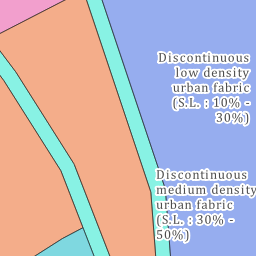 Discontinuous
low density
urban fabric
(S.L. : 10% -
30%)
Discontinuous
medium density
urban fabric
(S.L. : 30% -
50%)